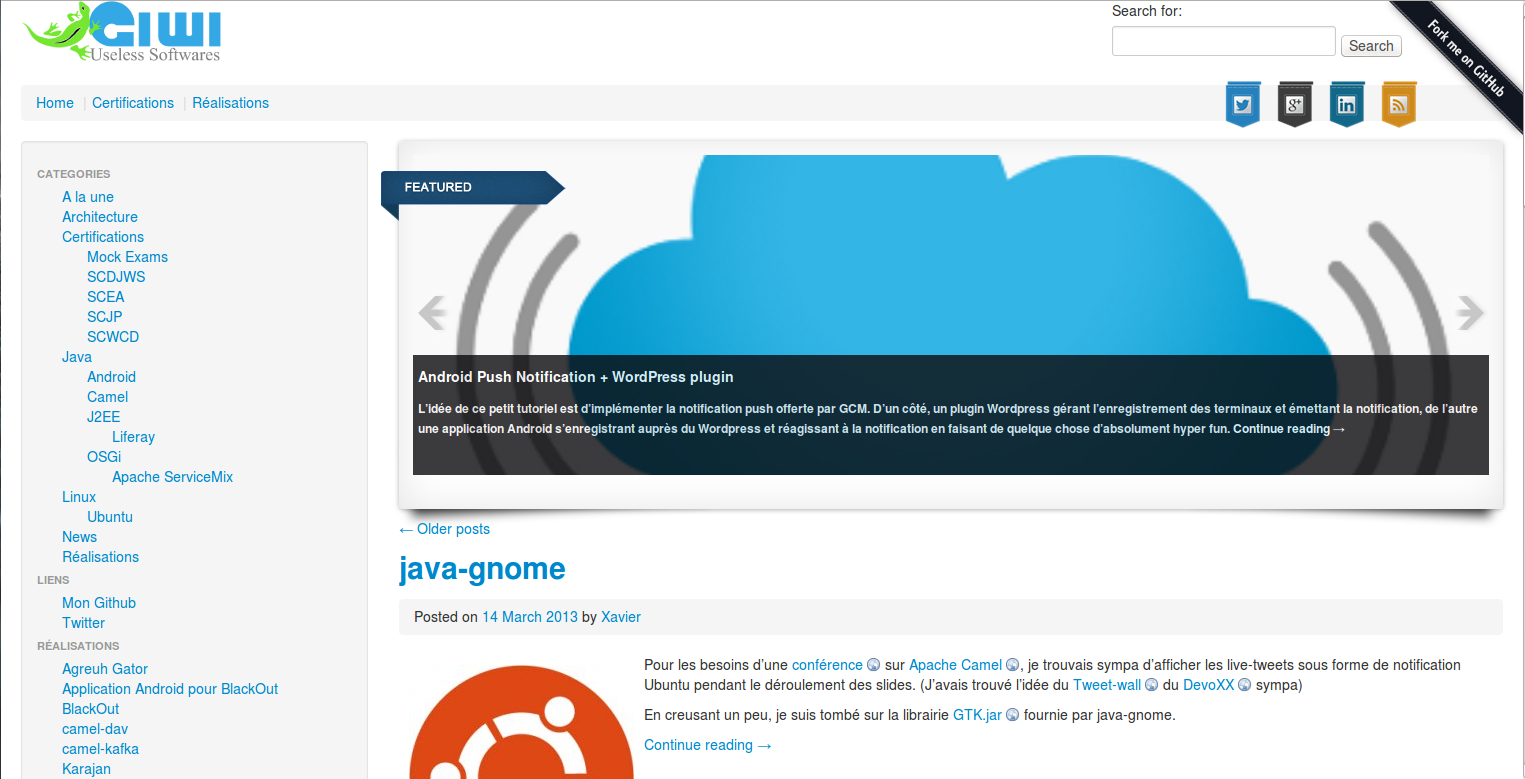 GIWI
Useless Softwares
Search for:
Search
Fork me on GitHub
Home | Certifications | Réalisations
g+
in
CATEGORIES
A la une
Architecture
Certifications
Mock Exams
SCDJWS
SCEA
SCJP
SCWCD
Java
Android
Camel
J2EE
Liferay
OSGi
Apache ServiceMix
Linux
Ubuntu
News
Réalisations
LIENS
Mon Github
Twitter
RÉALISATIONS
Agreuh Gator
Application Android pour BlackOut
BlackOut
camel-dav
camel-kafka
Karajan
FEATURED
Android Push Notification + WordPress plugin
L’idée de ce petit tutoriel est d’implémenter la notification push offerte par GCM. D’un côté, un plugin Wordpress gérant l’enregistrement des terminaux et émettant la notification, de l’autre
une application Android s’enregistrant auprès du Wordpress et réagissant à la notification en faisant de quelque chose d’absolument hyper fun. Continue reading →
← Older posts
java-gnome
Posted on 14 March 2013 by Xavier
Pour les besoins d’une conférence sur Apache Camel , je trouvais sympa d’afficher les live-tweets sous forme de notification
Ubuntu pendant le déroulement des slides. (J’avais trouvé l’idée du Tweet-wall du DevoXX sympa)
En creusant un peu, je suis tombé sur la librairie GTK.jar fournie par java-gnome.
Continue reading →